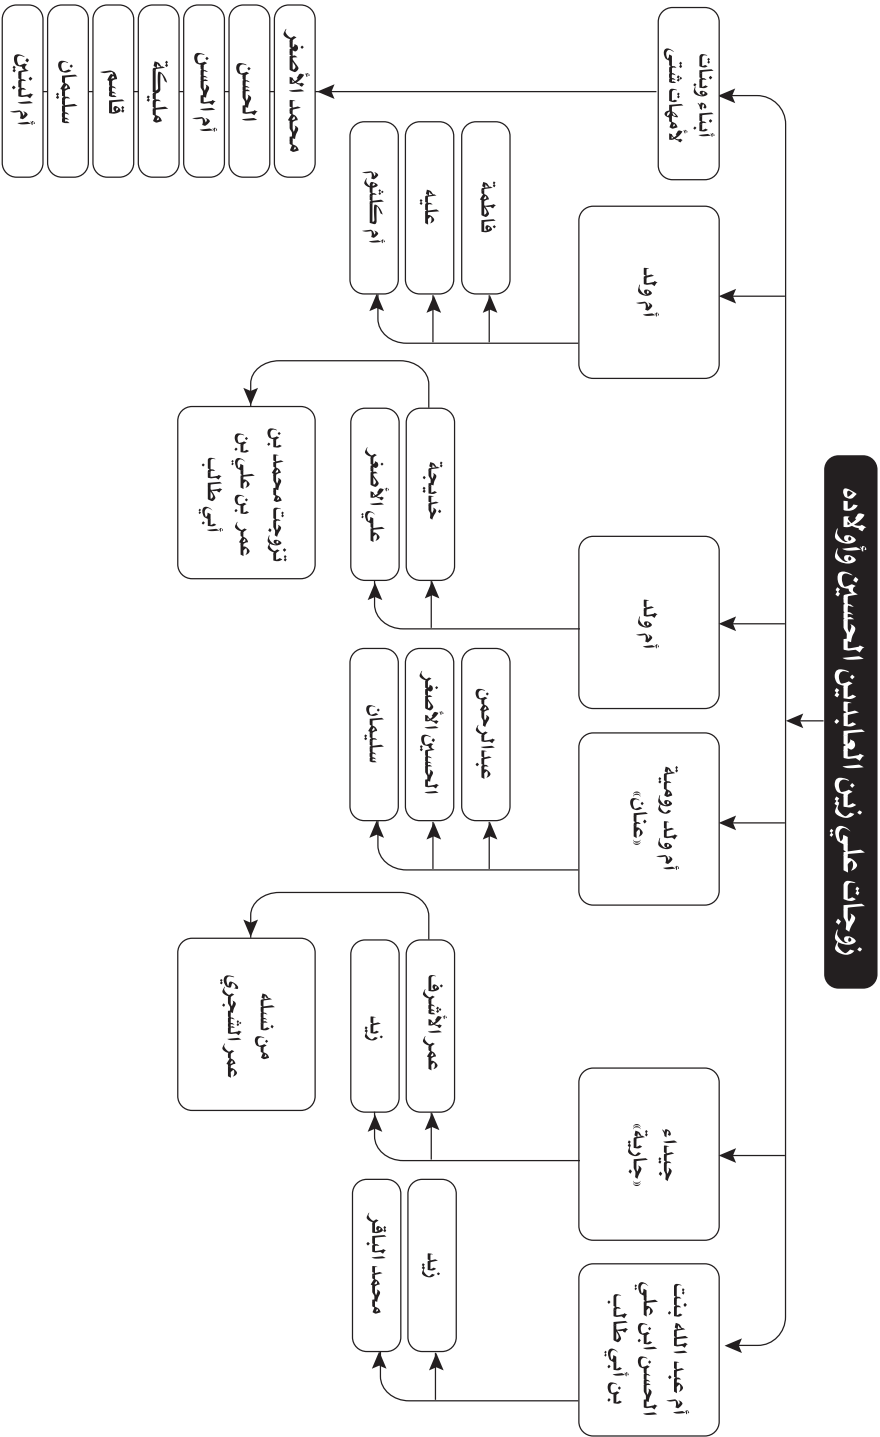 زوجات علي زين العابدين الحسين وأولاده
أم عبد الله بنت
الحسن ابن علي
بن أبي طالب
زيد
محمد الباقر
جيداء
«جارية»
عمر الأشرف
زيد
من نسله
عمر الشجري
أم ولد رومية
«عنان»
عبدالرحمن
الحسين الأصغر
سليمان
أم ولد
خديجة
علي الأصغر
تزوجت محمد بن
عمر بن علي بن
أبي طالب
أم ولد
فاطمة
عليه
أم كلثوم
أبناء وبنات
لأمهات شتى
محمد الأصغر
الحسن
أم الحسن
مليكة
قاسم
سليمان
أم البنين